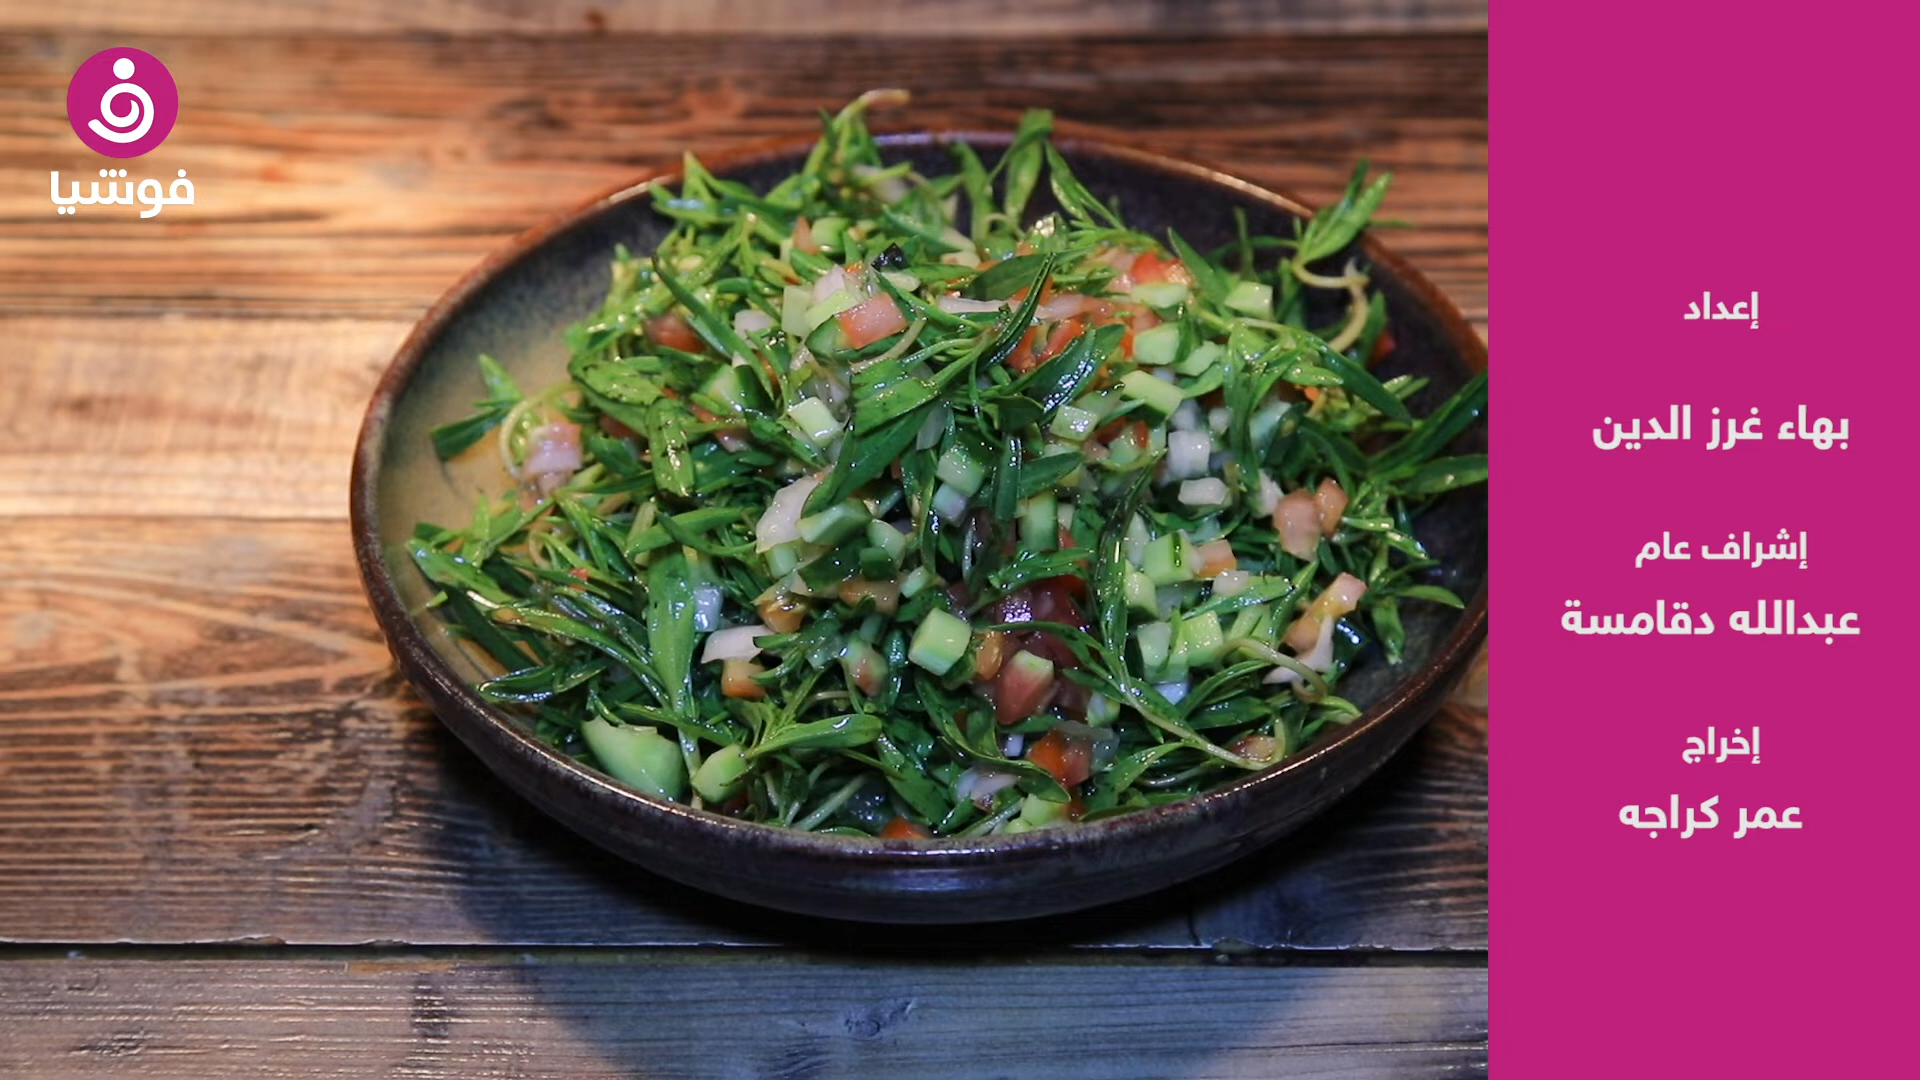 فوشيا
إعداد
بهاء غرز الدين
إشراف عام
عبدالله دقامسة
إخراج
عمر كراجه